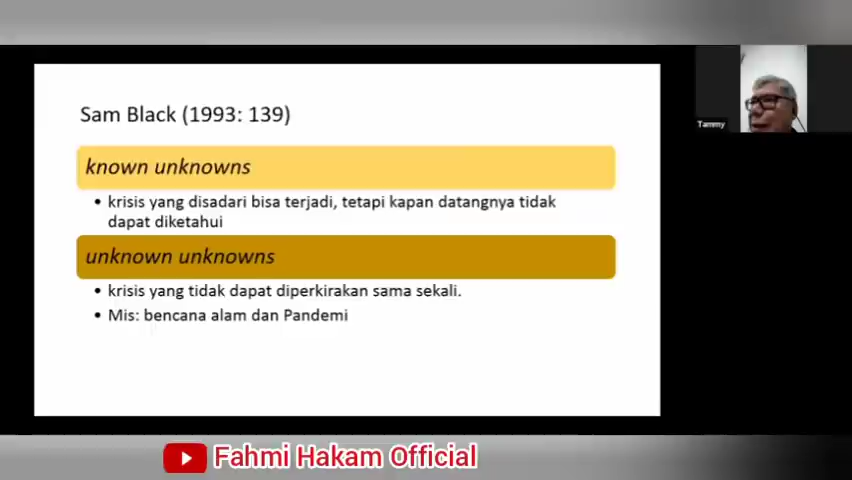 Sam Black (1993: 139)
known unknowns
• krisis yang disadari bisa terjadi, tetapi kapan datangnya tidak
dapat diketahui
unknown unknowns
• krisis yang tidak dapat diperkirakan sama sekali.
• Mis: bencana alam dan Pandemi
Tammy
Fahmi Hakam Official